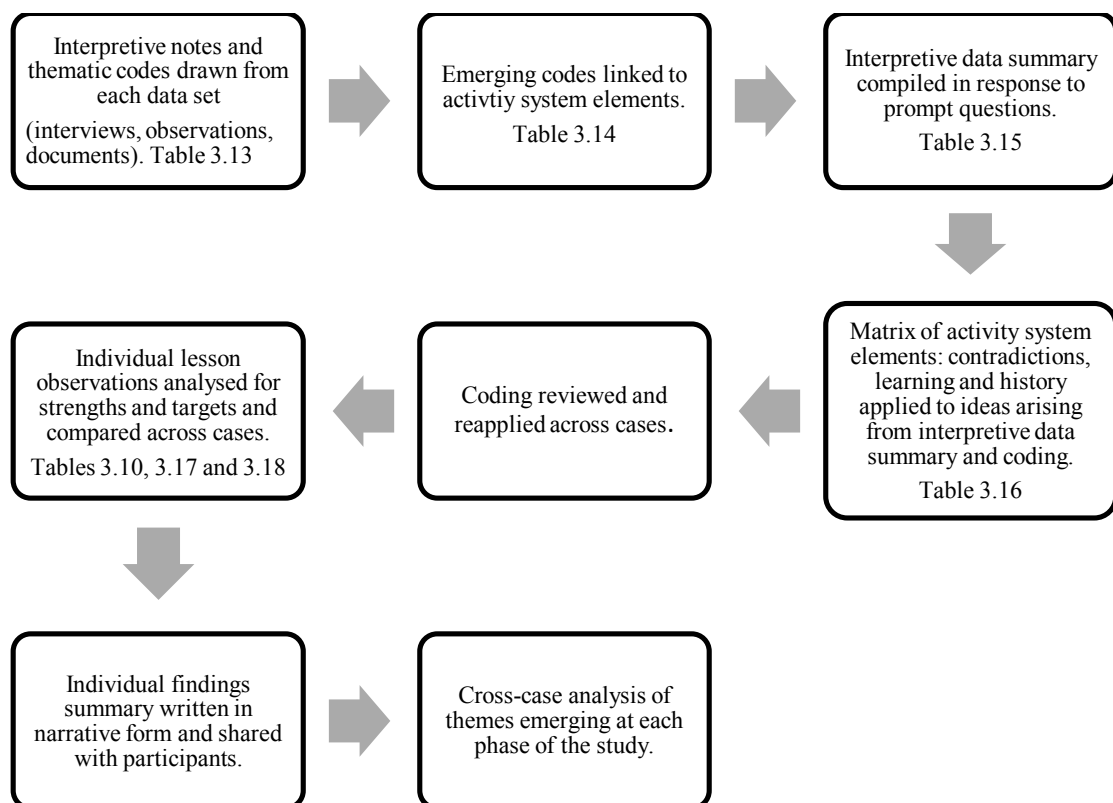 Interpretive notes and
thematic codes drawn from
each data set
(interviews, observations,
documents). Table 3.13
Emerging codes linked to
activtiy system elements.
Table 3.14
Interpretive data summary
compiled in response to
prompt questions.
Table 3.15
Matrix of activity system
elements: contradictions,
learning and history
applied to ideas arising
from interpretive data
summary and coding.
Table 3.16
Coding reviewed and
reapplied across cases.
Individual lesson
observations analysed for
strengths and targets and
compared across cases.
Tables 3.10, 3.17 and 3.18
Individual findings
summary written in
narrative form and shared
with participants.
Cross-case analysis of
themes emerging at each
phase of the study.